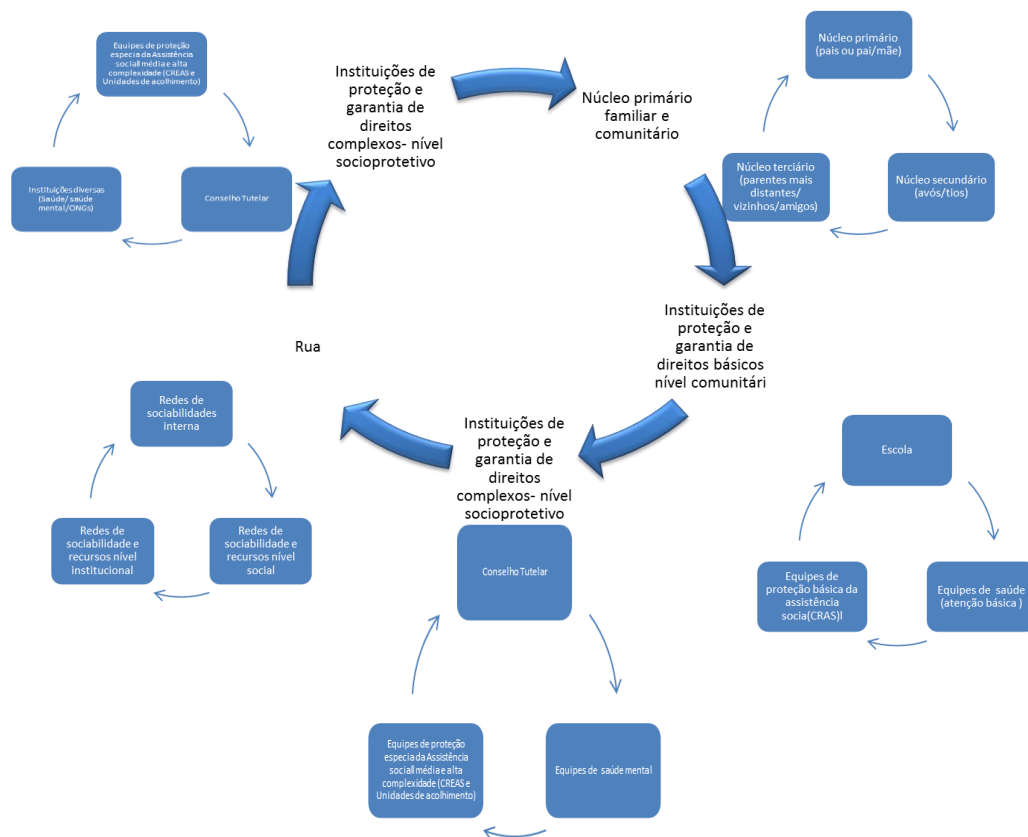 Equipes de proteção
especia da Assistência
sociall média e alta
complexidade (CREAS e
Unidades de acolhimento)
Instituições diversas
(Saúde/ saúde
mental/ONGs)
Conselho Tutelar
Instituições de
proteção e
garantia de
direitos
complexos- nível
socioprotetivo
Núcleo primário
familiar e
comunitário
Núcleo primário
(pais ou pai/mãe)
Núcleo terciário
(parentes mais
distantes/
vizinhos/amigos)
Núcleo secundário
(avós/tios)
Instituições de
proteção e
garantia de
direitos básicos
nível comunitári
Rua
Redes de
sociabilidades
interna
Redes de
sociabilidade e
recursos nível
institucional
Redes de
sociabilidade e
recursos nível
social
Instituições de
proteção e
garantia de
direitos
complexos- nível
socioprotetivo
Conselho Tutelar
Equipes de proteção
especia da Assistência
sociall média e alta
complexidade (CREAS e
Unidades de acolhimento)
Equipes de saúde mental
Escola
Equipes de
proteção básica da
assistência
socia(CRAS)l
Equipes de saúde
(atenção básica )